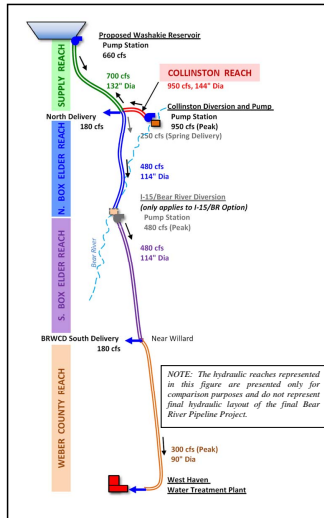 Proposed Washakie Reservoir
Pump Station
660 cfs
SUPPLY REACH
700 cfs
132" Dia
COLLINSTON REACH
950 cfs, 144" Dia
Collinston Diversion and Pump
North Delivery
180 cfs
Pump Station
950 cfs (Peak)
250 cfs (Spring Delivery)
N. BOX ELDER REACH
480 cfs
114" Dia
I-15/Bear River Diversion
(only applies to I-15/BR Option)
Pump Station
480 cfs (Peak)
Bear River
S. BOX ELDER REACH
480 cfs
114" Dia
BRWCD South Delivery
180 cfs
Near Willard
NOTE: The hydraulic reaches represented
in this figure are presented only for
comparison purposes and do not represent
final hydraulic layout of the final Bear
River Pipeline Project.
WEBER COUNTY REACH
300 cfs (Peak)
90" Dia
West Haven
Water Treatment Plant